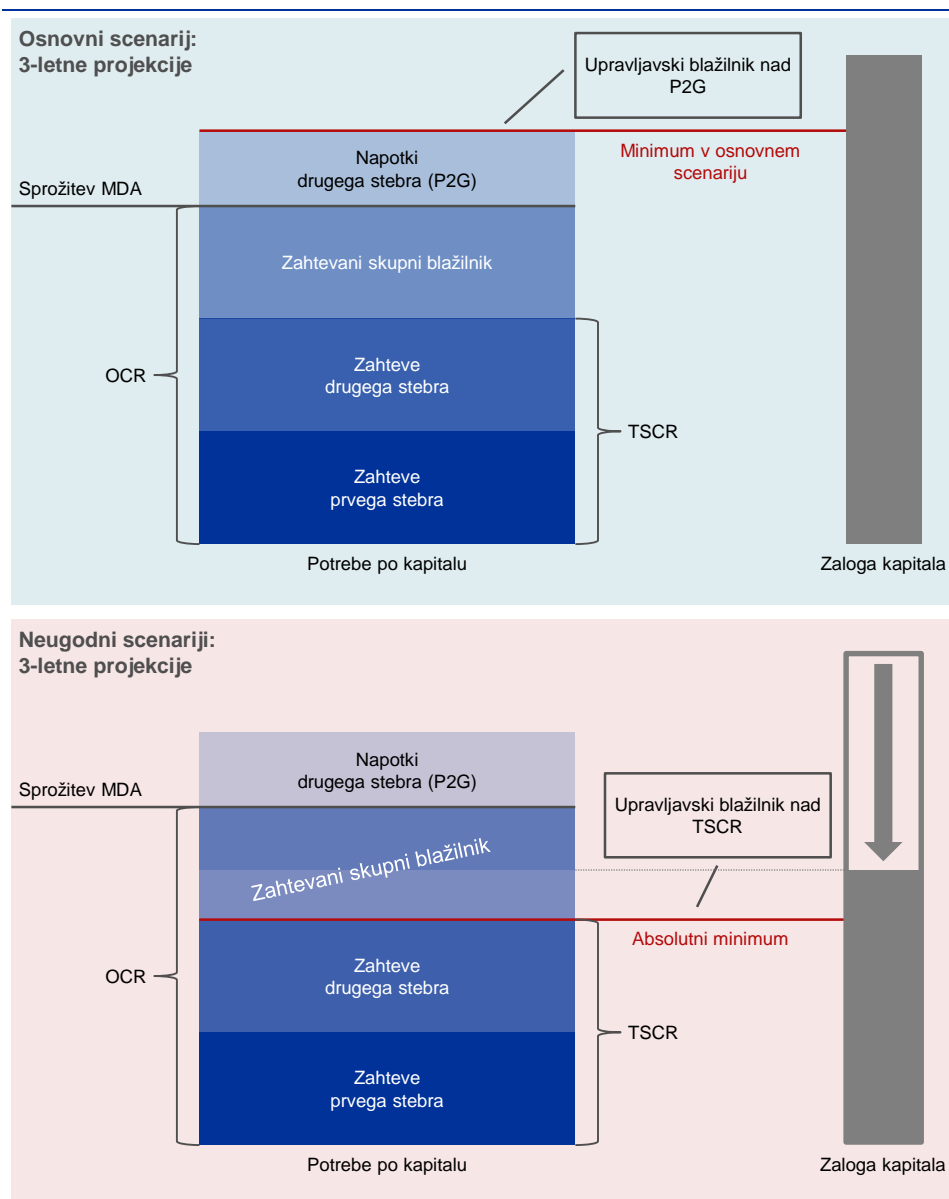 Osnovni scenarij:
3-letne projekcije
Upravljavski blažilnik nad
P2G
Napotki
drugega stebra (P2G)
Minimum v osnovnem
scenariju
Sprožitev MDA
Zahtevani skupni blažilnik
Zahteve
drugega stebra
OCR
TSCR
Zahteve
prvega stebra
Potrebe po kapitalu
Zaloga kapitala
Neugodni scenariji:
3-letne projekcije
Napotki
drugega stebra (P2G)
Sprožitev MDA
Upravljavski blažilnik nad
TSCR
Zahtevani skupni blažilnik
Absolutni minimum
Zahteve
drugega stebra
OCR
TSCR
Zahteve
prvega stebra
Potrebe po kapitalu
Zaloga kapitala